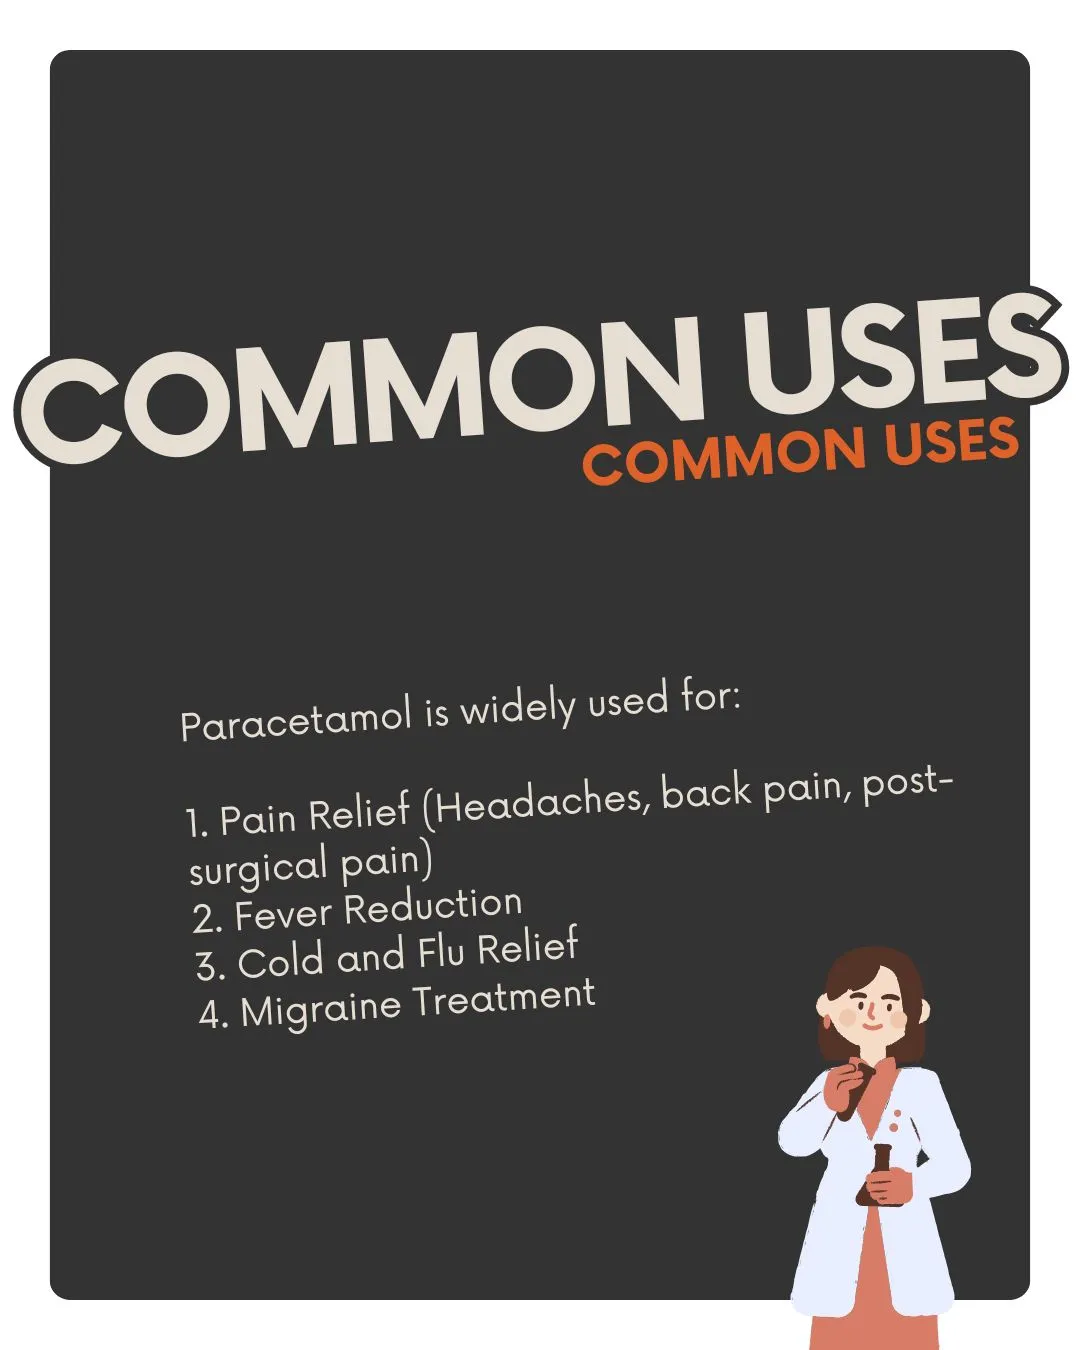 COMMON USES
COMMON USES
Paracetamol is widely used for:
1. Pain Relief (Headaches, back pain, post-
surgical pain)
2. Fever Reduction
3. Cold and Flu Relief
4. Migraine Treatment